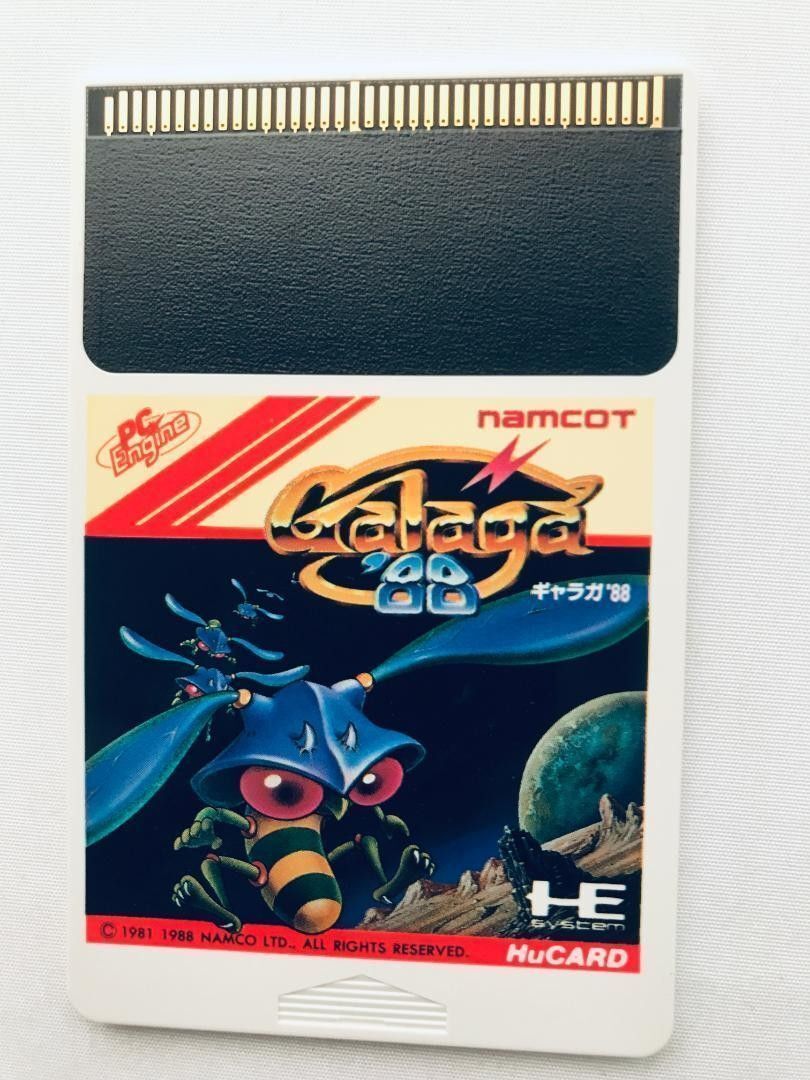 PC Engine
namcoT
Galaga
'88
ギャラガ'88
HE
system
© 1981 1988 NAMCO LTD., ALL RIGHTS RESERVED.
HuCARD